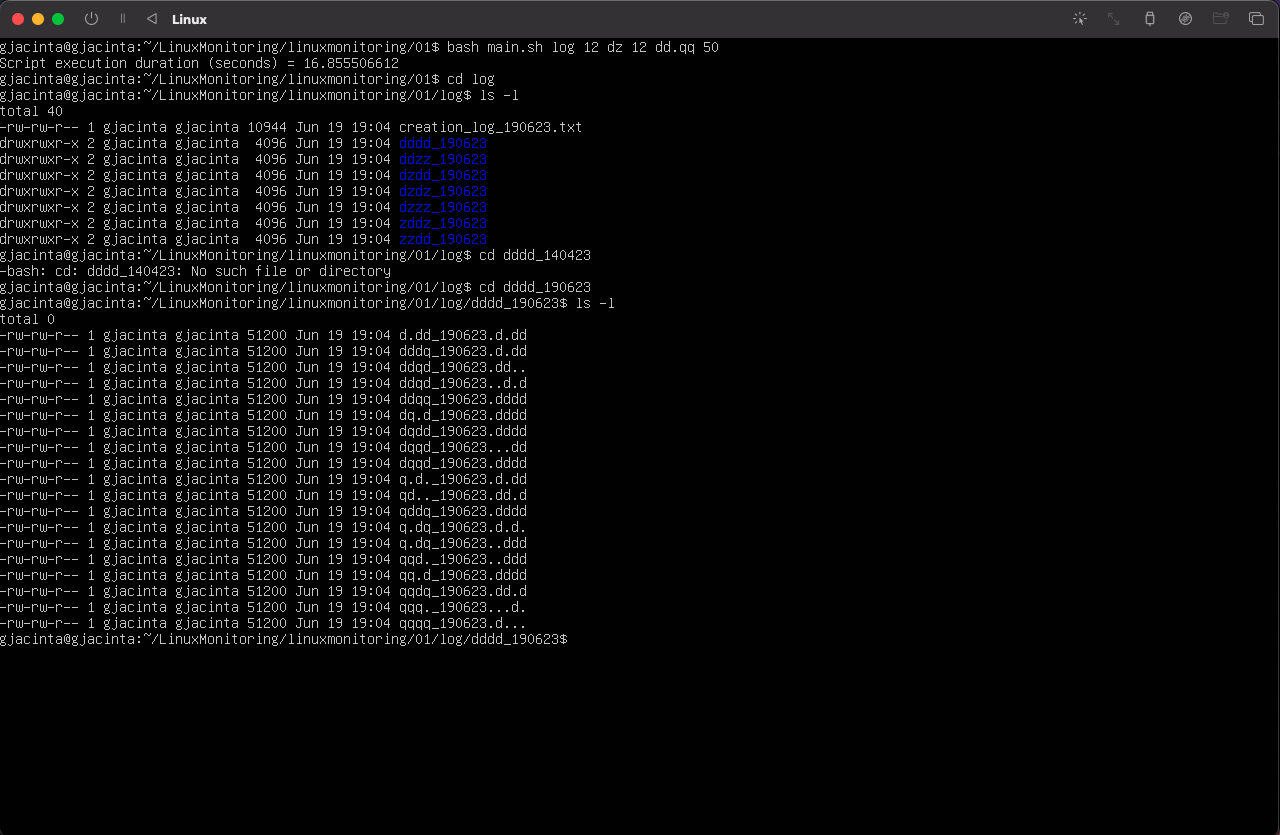 Linux
gjacinta@gjacinta:~/LinuxMonitoring/linuxmonitoring/01$ bash main.sh log 12 dz 12 dd.qq 50
Script execution duration (seconds) = 16.855506612
gjacinta@gjacinta:~/LinuxMonitoring/linuxmonitoring/01$ cd log
gjacinta@gjacinta:~/LinuxMonitoring/linuxmonitoring/01/log$ ls -l
total 40
-rw-rw-r-- 1 gjacinta gjacinta 10944 Jun 19 19:04 creation_log_190623.txt
drwxrwxr-x 2 gjacinta gjacinta  4096 Jun 19 19:04 dddd_190623
drwxrwxr-x 2 gjacinta gjacinta  4096 Jun 19 19:04 ddzz_190623
drwxrwxr-x 2 gjacinta gjacinta  4096 Jun 19 19:04 dzdd_190623
drwxrwxr-x 2 gjacinta gjacinta  4096 Jun 19 19:04 dzdz_190623
drwxrwxr-x 2 gjacinta gjacinta  4096 Jun 19 19:04 dzzz_190623
drwxrwxr-x 2 gjacinta gjacinta  4096 Jun 19 19:04 zddz_190623
drwxrwxr-x 2 gjacinta gjacinta  4096 Jun 19 19:04 zzdd_190623
gjacinta@gjacinta:~/LinuxMonitoring/linuxmonitoring/01/log$ cd dddd_140423
-bash: cd: dddd_140423: No such file or directory
gjacinta@gjacinta:~/LinuxMonitoring/linuxmonitoring/01/log$ cd dddd_190623
gjacinta@gjacinta:~/LinuxMonitoring/linuxmonitoring/01/log/dddd_190623$ ls -l
total 0
-rw-rw-r-- 1 gjacinta gjacinta 51200 Jun 19 19:04 d.dd_190623.d.dd
-rw-rw-r-- 1 gjacinta gjacinta 51200 Jun 19 19:04 dddq_190623.d.dd
-rw-rw-r-- 1 gjacinta gjacinta 51200 Jun 19 19:04 ddqd_190623.dd..
-rw-rw-r-- 1 gjacinta gjacinta 51200 Jun 19 19:04 ddqd_190623..d.d
-rw-rw-r-- 1 gjacinta gjacinta 51200 Jun 19 19:04 ddqq_190623.dddd
-rw-rw-r-- 1 gjacinta gjacinta 51200 Jun 19 19:04 dq.d_190623.dddd
-rw-rw-r-- 1 gjacinta gjacinta 51200 Jun 19 19:04 dqdd_190623.dddd
-rw-rw-r-- 1 gjacinta gjacinta 51200 Jun 19 19:04 dqqd_190623...dd
-rw-rw-r-- 1 gjacinta gjacinta 51200 Jun 19 19:04 dqqd_190623.dddd
-rw-rw-r-- 1 gjacinta gjacinta 51200 Jun 19 19:04 q.d._190623.d.dd
-rw-rw-r-- 1 gjacinta gjacinta 51200 Jun 19 19:04 qd.._190623.dd.d
-rw-rw-r-- 1 gjacinta gjacinta 51200 Jun 19 19:04 qddq_190623.dddd
-rw-rw-r-- 1 gjacinta gjacinta 51200 Jun 19 19:04 q.dq_190623.d.d.
-rw-rw-r-- 1 gjacinta gjacinta 51200 Jun 19 19:04 q.dq_190623..ddd
-rw-rw-r-- 1 gjacinta gjacinta 51200 Jun 19 19:04 qqd._190623..ddd
-rw-rw-r-- 1 gjacinta gjacinta 51200 Jun 19 19:04 qq.d_190623.dddd
-rw-rw-r-- 1 gjacinta gjacinta 51200 Jun 19 19:04 qqdq_190623.dd.d
-rw-rw-r-- 1 gjacinta gjacinta 51200 Jun 19 19:04 qqq._190623...d.
-rw-rw-r-- 1 gjacinta gjacinta 51200 Jun 19 19:04 qqqq_190623.d...
gjacinta@gjacinta:~/LinuxMonitoring/linuxmonitoring/01/log/dddd_190623$